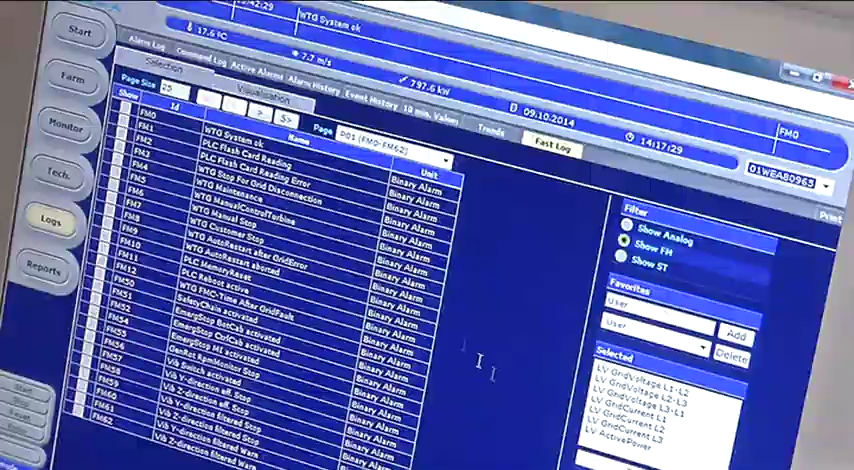 WTG System ok
17.6 °C
7.7 m/s
797.6 kW
09.10.2014
14:17:29
FM0
01WEA80965
Print
Start
Farm
Monitor
Tech.
Logs
Reports
Alarm Log Command Log Active Alarms Alarm History Event History 10 min. Values Trends Fast Log
Selection Visualisation
Page Size 25 > S> Page P01 (FM0-FM62)
Show Id Name Unit
FM0 WTG System ok Binary Alarm
FM1 PLC Flash Card Reading Binary Alarm
FM2 PLC Flash Card Reading Error Binary Alarm
FM3 WTG Stop For Grid Disconnection Binary Alarm
FM4 WTG Maintenance Binary Alarm
FM5 WTG ManualControlTurbine Binary Alarm
FM6 WTG Manual Stop Binary Alarm
FM7 WTG Customer Stop Binary Alarm
FM8 WTG AutoRestart after GridError Binary Alarm
FM9 WTG AutoRestart aborted Binary Alarm
FM10 PLC MemoryReset Binary Alarm
FM11 PLC Reboot active Binary Alarm
FM12 WTG FMC-Time After GridFault Binary Alarm
FM50 SafetyChain activated Binary Alarm
FM51 EmergStop BotCab activated Binary Alarm
FM52 EmergStop CtrlCab activated Binary Alarm
FM54 EmergStop MI activated Binary Alarm
FM55 GenRot RpmMonitor Stop Binary Alarm
FM56 Vib Switch activated Binary Alarm
FM57 Vib Y-direction eff. Stop Binary Alarm
FM58 Vib Z-direction eff. Stop Binary Alarm
FM59 Vib Y-direction filtered Stop Binary Alarm
FM60 Vib Z-direction filtered Stop Binary Alarm
FM61 Vib Y-direction filtered Warn Binary Alarm
FM62 Vib Z-direction filtered Warn Binary Alarm
Filter
Show Analog
Show FM
Show ST
Favorites
User Add
User Delete
Selected
LV GridVoltage L1-L2
LV GridVoltage L2-L3
LV GridVoltage L3-L1
LV GridCurrent L1
LV GridCurrent L2
LV GridCurrent L3
LV ActivePower
Start